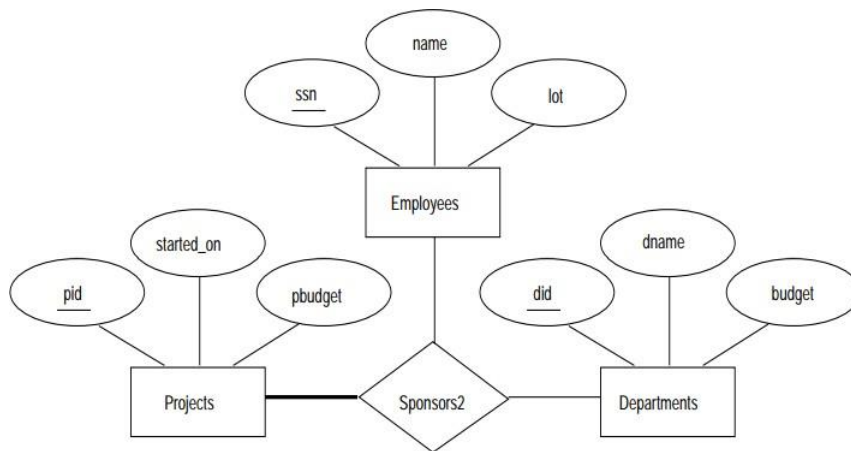 name
ssn
lot
Employees
started_on
dname
pid
pbudget
did
budget
Projects
Sponsors2
Departments